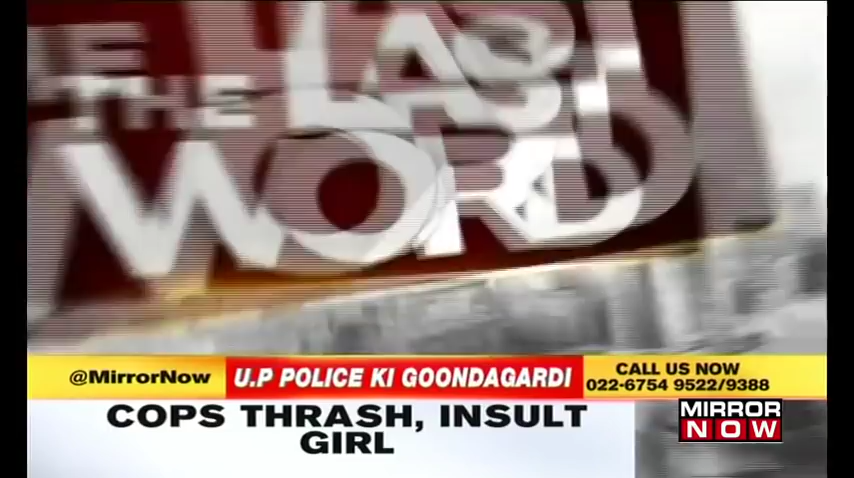 THE LAST
WORD
@MirrorNow
U.P POLICE KI GOONDAGARDI
CALL US NOW
022-6754 9522/9388
COPS THRASH, INSULT
GIRL
MIRROR
NOW